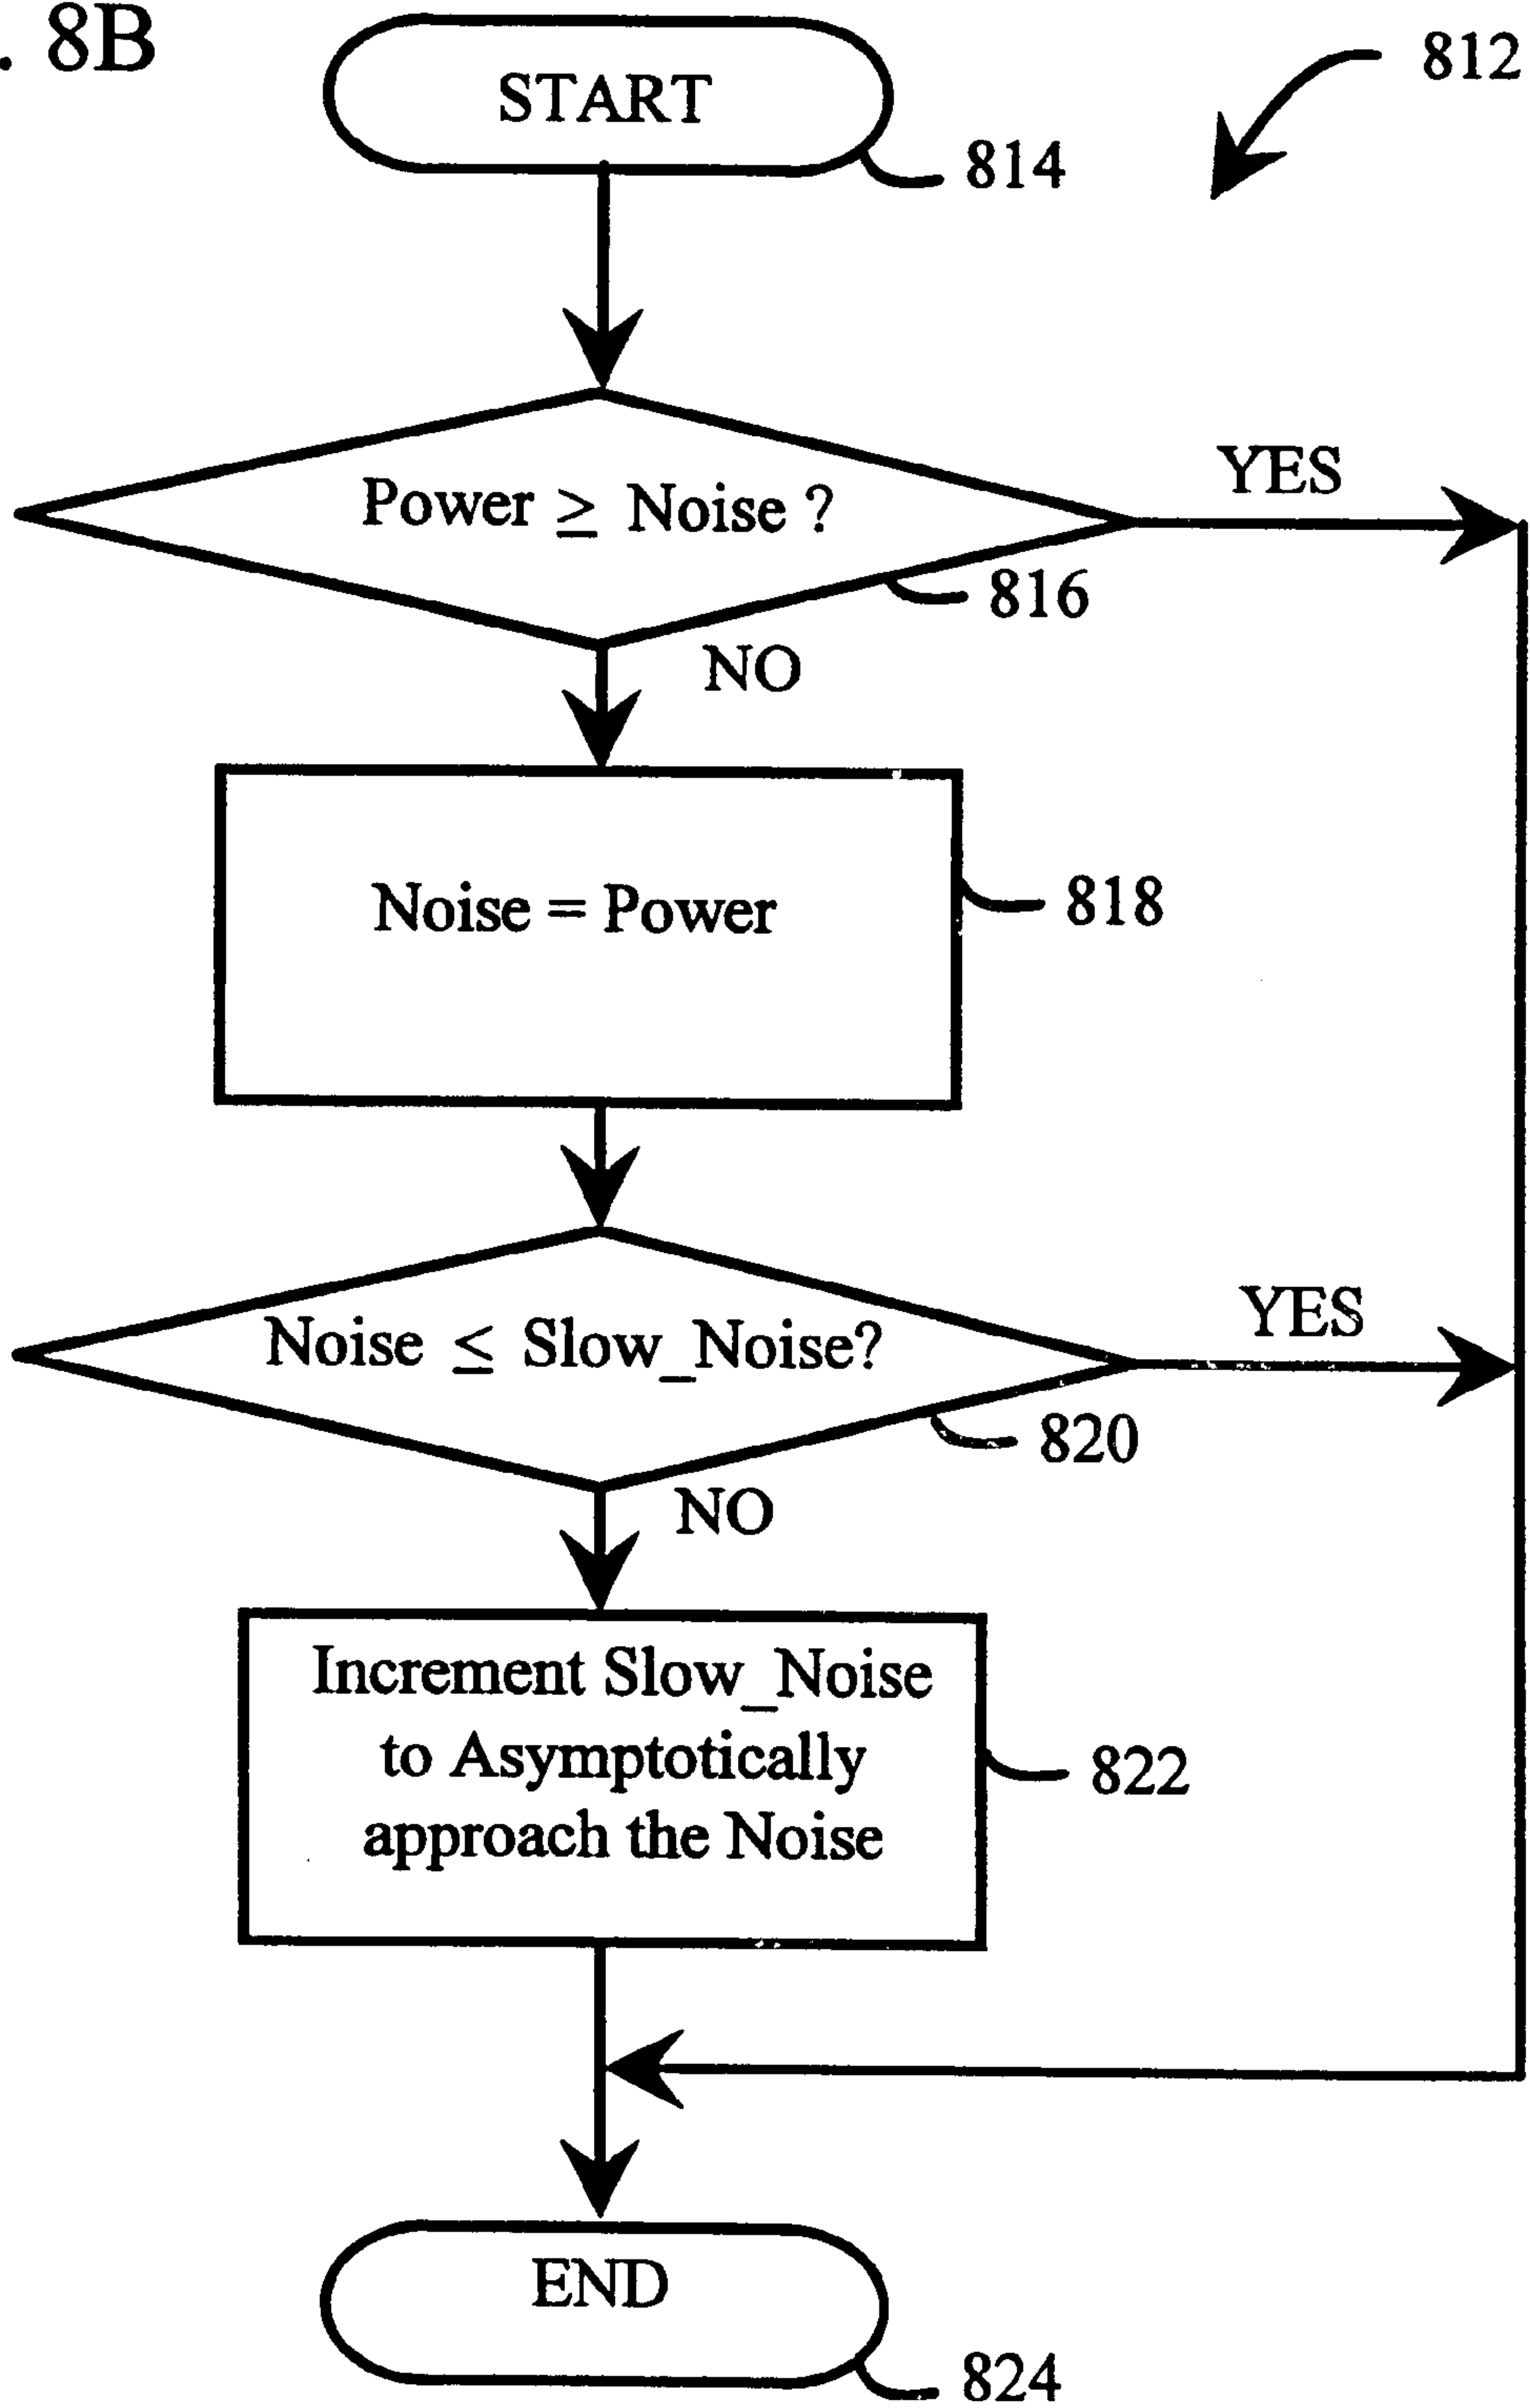 . 8B
812
START
814
Power ≥ Noise ?
YES
816
NO
Noise = Power
818
Noise ≤ Slow_Noise?
YES
820
NO
Increment Slow_Noise
to Asymptotically
approach the Noise
822
END
824